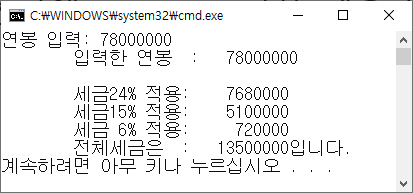 C:₩WINDOWS₩system32₩cmd.exe
연봉 입력: 78000000
입력한 연봉 : 78000000
세금24% 적용: 7680000
세금15% 적용: 5100000
세금 6% 적용: 720000
전체세금은 : 13500000입니다.
계속하려면 아무 키나 누르십시오 . . .